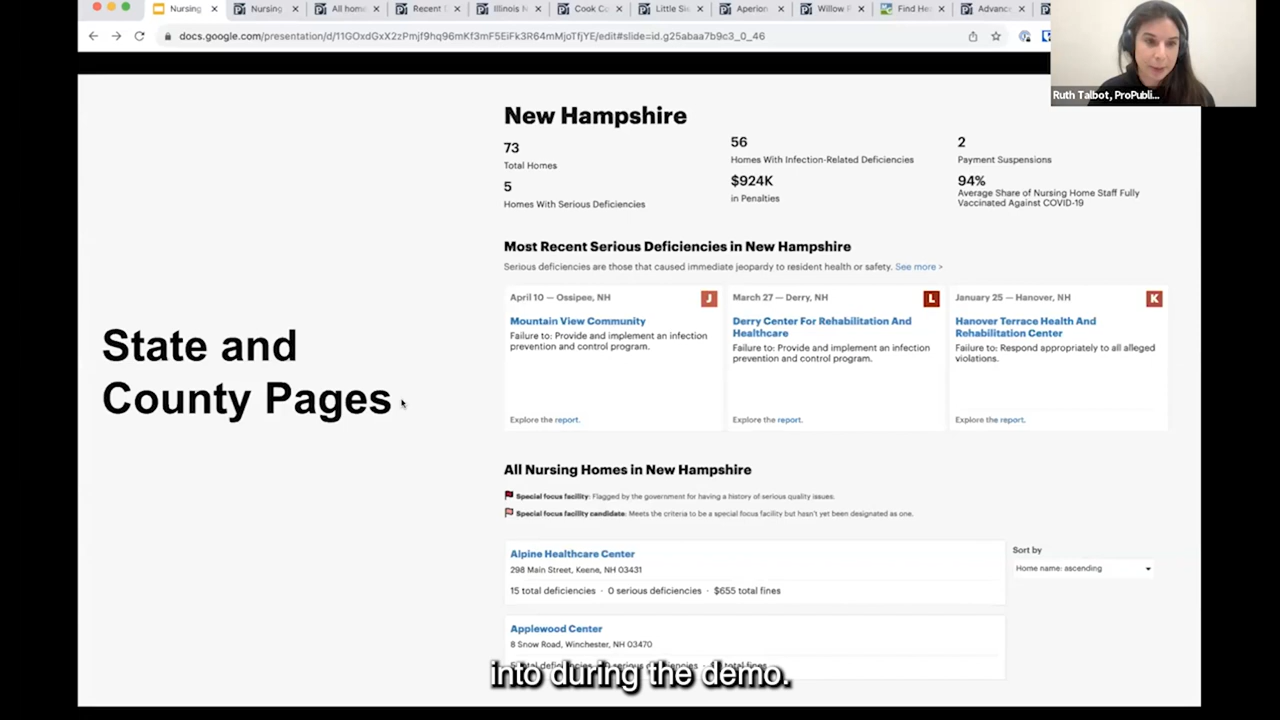 Nursing
Nursing
All home
Recent D
Illinois N
Cook Co
Little Sis
Aperion
Willow F
Find He
Advanc
docs.google.com/presentation/d/11GOxdGxX2zPmjf9hq96mKf3mF5EiFk3R64mMjoTfjYE/edit#slide=id.g25abaa7b9c3_0_46
Ruth Talbot, ProPubli...
State and
County Pages
New Hampshire
73
Total Homes
5
Homes With Serious Deficiencies
56
Homes With Infection-Related Deficiencies
$924K
in Penalties
2
Payment Suspensions
94%
Average Share of Nursing Home Staff Fully
Vaccinated Against COVID-19
Most Recent Serious Deficiencies in New Hampshire
Serious deficiencies are those that caused immediate jeopardy to resident health or safety. See more >
April 10 — Ossipee, NH
J
Mountain View Community
Failure to: Provide and implement an infection
prevention and control program.
Explore the report.
March 27 — Derry, NH
L
Derry Center For Rehabilitation And
Healthcare
Failure to: Provide and implement an infection
prevention and control program.
Explore the report.
January 25 — Hanover, NH
K
Hanover Terrace Health And
Rehabilitation Center
Failure to: Respond appropriately to all alleged
violations.
Explore the report.
All Nursing Homes in New Hampshire
Special focus facility: Flagged by the government for having a history of serious quality issues.
Special focus facility candidate: Meets the criteria to be a special focus facility but hasn't yet been designated as one.
Alpine Healthcare Center
298 Main Street, Keene, NH 03431
15 total deficiencies · 0 serious deficiencies · $655 total fines
Sort by
Home name: ascending
Applewood Center
8 Snow Road, Winchester, NH 03470
into during the demo.